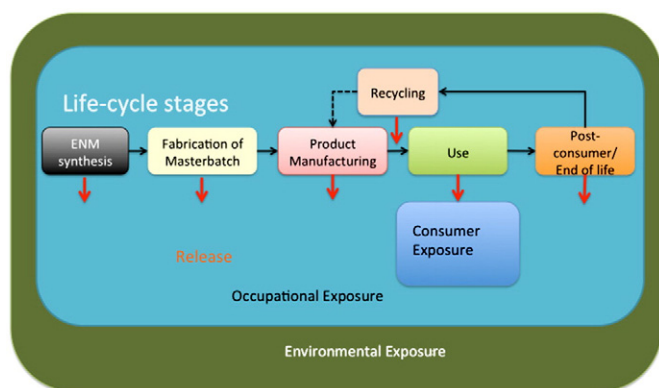 Recycling
Life-cycle stages
ENM
synthesis
Fabrication of
Masterbatch
Product
Manufacturing
Use
Post-
consumer/
End of life
Consumer
Exposure
Release
Occupational Exposure
Environmental Exposure